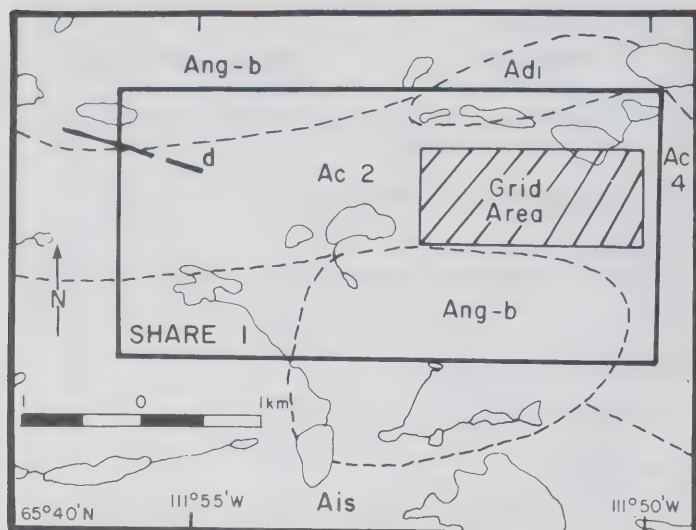 Ang-b
Ad1
d
Ac 2
Ac
4
Grid
Area
N
Ang-b
SHARE 1
1 0 1km
Ais
65°40'N 111°55'W 111°50'W